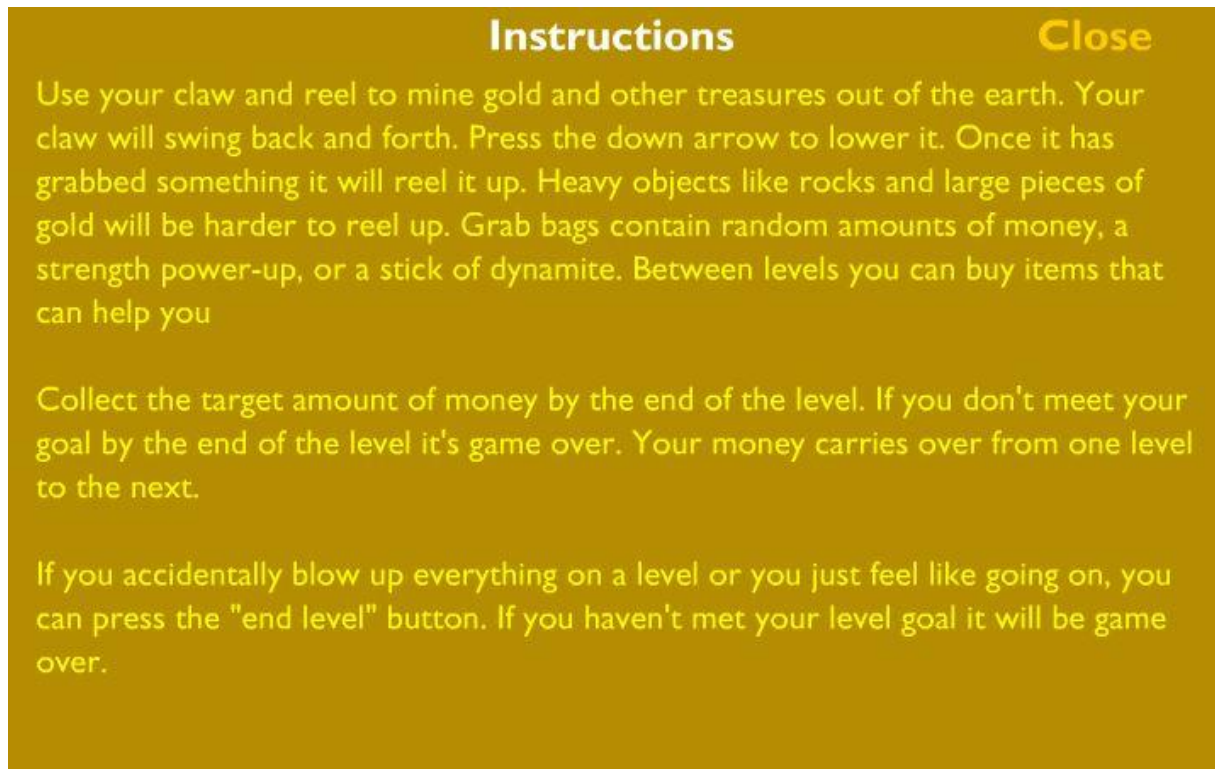 Instructions Close
Use your claw and reel to mine gold and other treasures out of the earth. Your
claw will swing back and forth. Press the down arrow to lower it. Once it has
grabbed something it will reel it up. Heavy objects like rocks and large pieces of
gold will be harder to reel up. Grab bags contain random amounts of money, a
strength power-up, or a stick of dynamite. Between levels you can buy items that
can help you
Collect the target amount of money by the end of the level. If you don't meet your
goal by the end of the level it's game over. Your money carries over from one level
to the next.
If you accidentally blow up everything on a level or you just feel like going on, you
can press the "end level" button. If you haven't met your level goal it will be game
over.